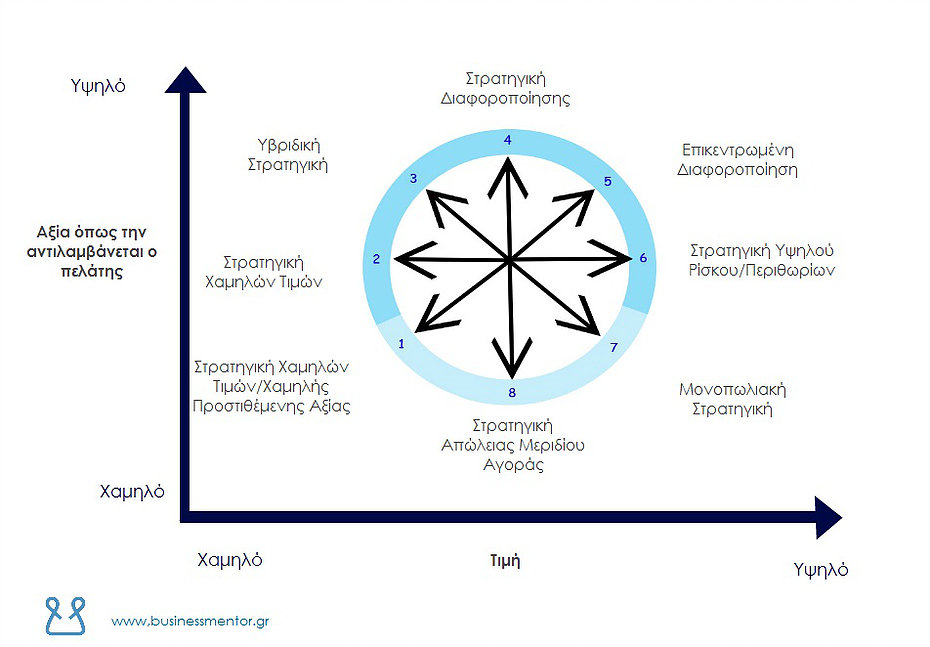 Υψηλό
Στρατηγική
Διαφοροποίησης
Υβριδική
Στρατηγική
4
Επικεντρωμένη
Διαφοροποίηση
3
5
Αξία όπως την
αντιλαμβάνεται ο
πελάτης
Στρατηγική
Χαμηλών Τιμών
2
6
Στρατηγική Υψηλού
Ρίσκου/Περιθωρίων
1
7
Στρατηγική Χαμηλών
Τιμών/Χαμηλής
Προστιθέμενης Αξίας
8
Μονοπωλιακή
Στρατηγική
Στρατηγική
Απώλειας Μεριδίου
Αγοράς
Χαμηλό
Χαμηλό
Τιμή
Υψηλό
www.businessmentor.gr